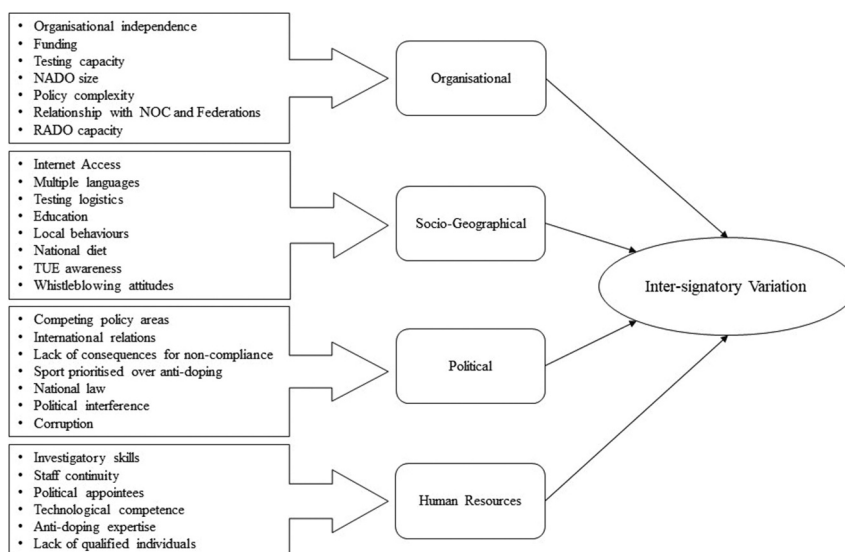 • Organisational independence
• Funding
• Testing capacity
• NADO size
• Policy complexity
• Relationship with NOC and Federations
• RADO capacity
Organisational
• Internet Access
• Multiple languages
• Testing logistics
• Education
• Local behaviours
• National diet
• TUE awareness
• Whistleblowing attitudes
Socio-Geographical
Inter-signatory Variation
• Competing policy areas
• International relations
• Lack of consequences for non-compliance
• Sport prioritised over anti-doping
• National law
• Political interference
• Corruption
Political
• Investigatory skills
• Staff continuity
• Political appointees
• Technological competence
• Anti-doping expertise
• Lack of qualified individuals
Human Resources